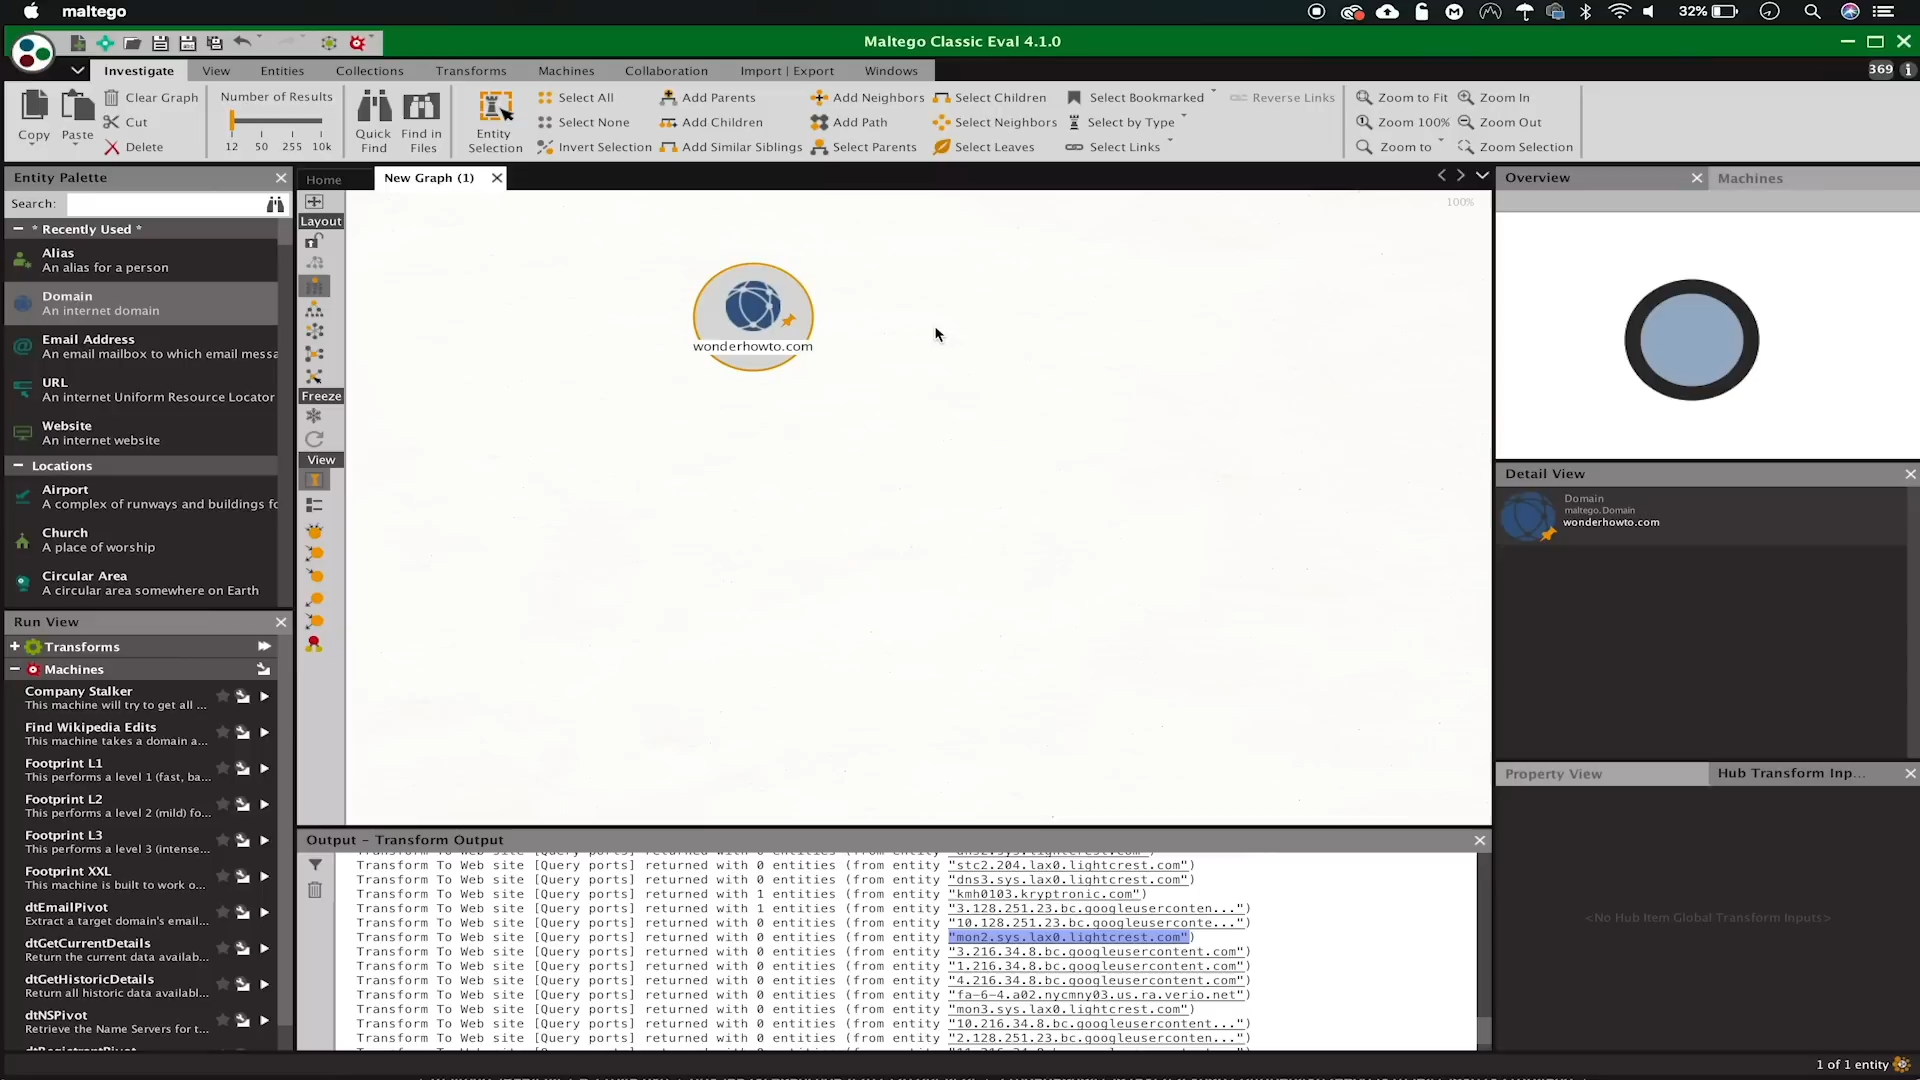 maltego
32%
Maltego Classic Eval 4.1.0
Investigate View Entities Collections Transforms Machines Collaboration Import | Export Windows
369
Copy
Paste
Clear Graph
Cut
Delete
Number of Results
12 50 255 10k
Quick Find
Find in Files
Entity Selection
Select All
Select None
Invert Selection
Add Parents
Add Children
Add Similar Siblings
Add Neighbors
Add Path
Select Parents
Select Children
Select Neighbors
Select Leaves
Select Bookmarked
Select by Type
Select Links
Reverse Links
Zoom to Fit
Zoom 100%
Zoom to
Zoom In
Zoom Out
Zoom Selection
Entity Palette
Search:
* Recently Used *
Alias
An alias for a person
Domain
An internet domain
Email Address
An email mailbox to which email messa
URL
An internet Uniform Resource Locator
Website
An internet website
Locations
Airport
A complex of runways and buildings fo
Church
A place of worship
Circular Area
A circular area somewhere on Earth
Run View
Transforms
Machines
Company Stalker
This machine will try to get all ...
Find Wikipedia Edits
This machine takes a domain a...
Footprint L1
This performs a level 1 (fast, ba...
Footprint L2
This performs a level 2 (mild) fo...
Footprint L3
This performs a level 3 (intense...
Footprint XXL
This machine is built to work o...
dtEmailPivot
Extract a target domain's email...
dtGetCurrentDetails
Return the current data availab...
dtGetHistoricDetails
Return all historic data availabl...
dtNSPivot
Retrieve the Name Servers for t...
Home
New Graph (1)
Layout
Freeze
View
100%
wonderhowto.com
Output - Transform Output
Transform To Web site [Query ports] returned with 0 entities (from entity "stc2.204.lax0.lightcrest.com")
Transform To Web site [Query ports] returned with 0 entities (from entity "dns3.sys.lax0.lightcrest.com")
Transform To Web site [Query ports] returned with 1 entities (from entity "kmh0103.kryptronic.com")
Transform To Web site [Query ports] returned with 1 entities (from entity "3.128.251.23.bc.googleuserconten...")
Transform To Web site [Query ports] returned with 0 entities (from entity "10.128.251.23.bc.googleuserconte...")
Transform To Web site [Query ports] returned with 0 entities (from entity "mon2.sys.lax0.lightcrest.com")
Transform To Web site [Query ports] returned with 0 entities (from entity "3.216.34.8.bc.googleusercontent.com")
Transform To Web site [Query ports] returned with 0 entities (from entity "1.216.34.8.bc.googleusercontent.com")
Transform To Web site [Query ports] returned with 0 entities (from entity "4.216.34.8.bc.googleusercontent.com")
Transform To Web site [Query ports] returned with 0 entities (from entity "fa-6-4.a02.nycmny03.us.ra.verio.net")
Transform To Web site [Query ports] returned with 0 entities (from entity "mon3.sys.lax0.lightcrest.com")
Transform To Web site [Query ports] returned with 0 entities (from entity "10.216.34.8.bc.googleusercontent...")
Transform To Web site [Query ports] returned with 0 entities (from entity "2.128.251.23.bc.googleuserconten...")
Overview
Machines
Detail View
Domain
maltego.Domain
wonderhowto.com
Property View
Hub Transform Inp...
<No Hub Item Global Transform Inputs>
1 of 1 entity